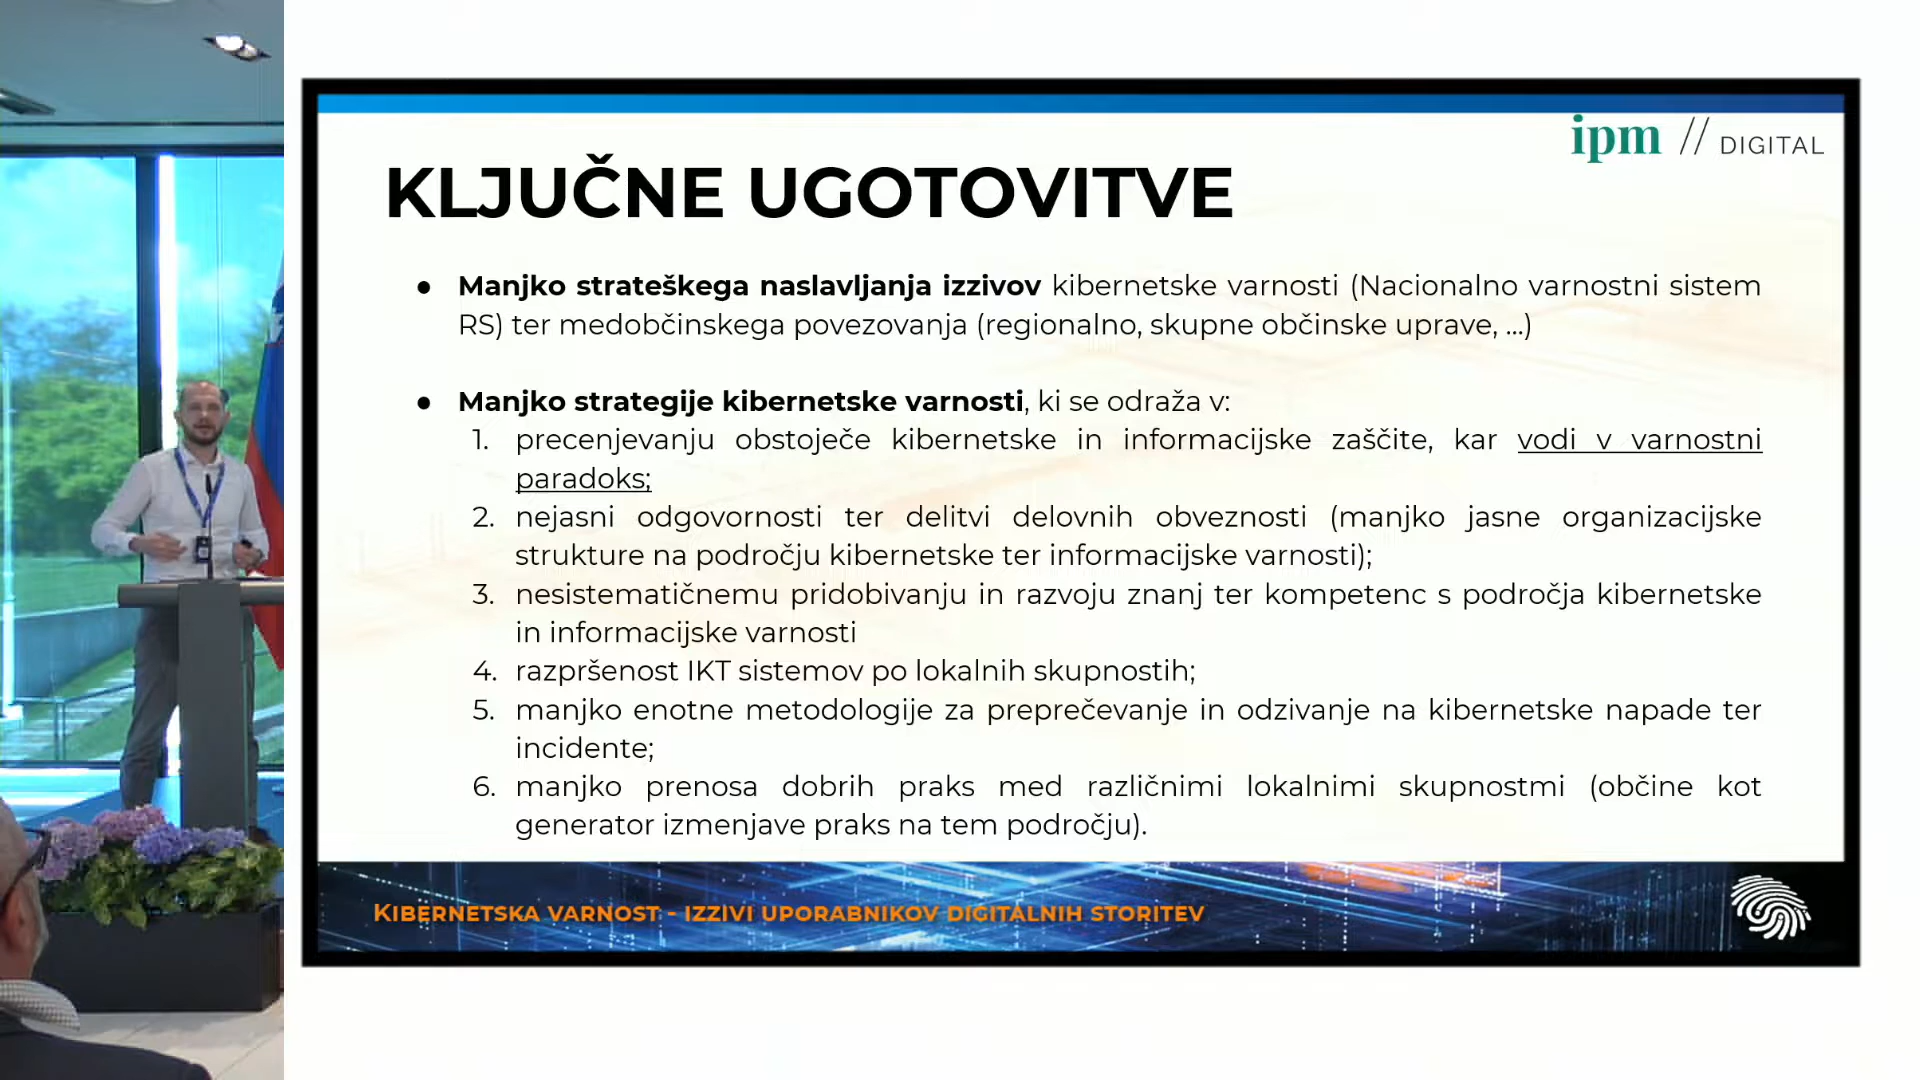 ipm // DIGITAL
KLJUČNE UGOTOVITVE
● Manjko strateškega naslavljanja izzivov kibernetske varnosti (Nacionalno varnostni sistem
RS) ter medobčinskega povezovanja (regionalno, skupne občinske uprave, ...)
● Manjko strategije kibernetske varnosti, ki se odraža v:
1. precenjevanju obstoječe kibernetske in informacijske zaščite, kar vodi v varnostni
paradoks;
2. nejasni odgovornosti ter delitvi delovnih obveznosti (manjko jasne organizacijske
strukture na področju kibernetske ter informacijske varnosti);
3. nesistematičnemu pridobivanju in razvoju znanj ter kompetenc s področja kibernetske
in informacijske varnosti
4. razpršenost IKT sistemov po lokalnih skupnostih;
5. manjko enotne metodologije za preprečevanje in odzivanje na kibernetske napade ter
incidente;
6. manjko prenosa dobrih praks med različnimi lokalnimi skupnostmi (občine kot
generator izmenjave praks na tem področju).
KIBERNETSKA VARNOST - IZZIVI UPORABNIKOV DIGITALNIH STORITEV